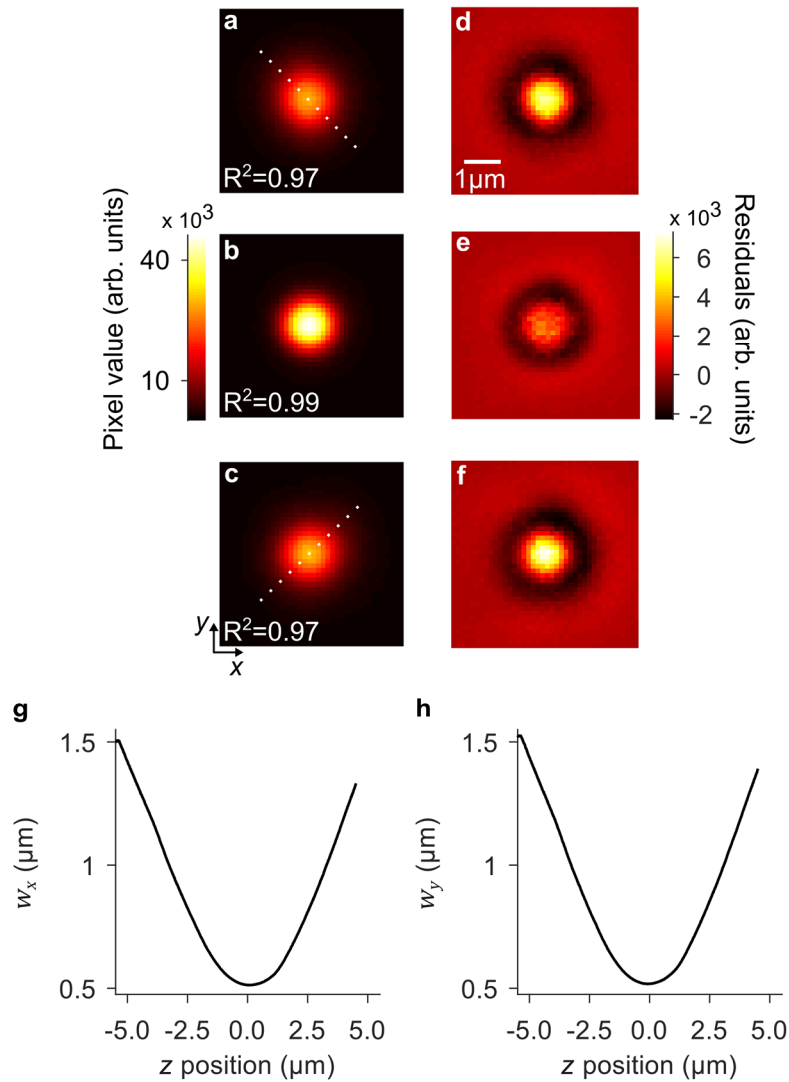 a
R²=0.97
d
1µm
Pixel value (arb. units)
x 10³
40
10
b
R²=0.99
e
x 10³
6
4
2
0
-2
Residuals (arb. units)
c
R²=0.97
y
x
f
g
1.5
1
0.5
wₓ (µm)
-5.0 -2.5 0.0 2.5 5.0
z position (µm)
h
1.5
1
0.5
w_y (µm)
-5.0 -2.5 0.0 2.5 5.0
z position (µm)